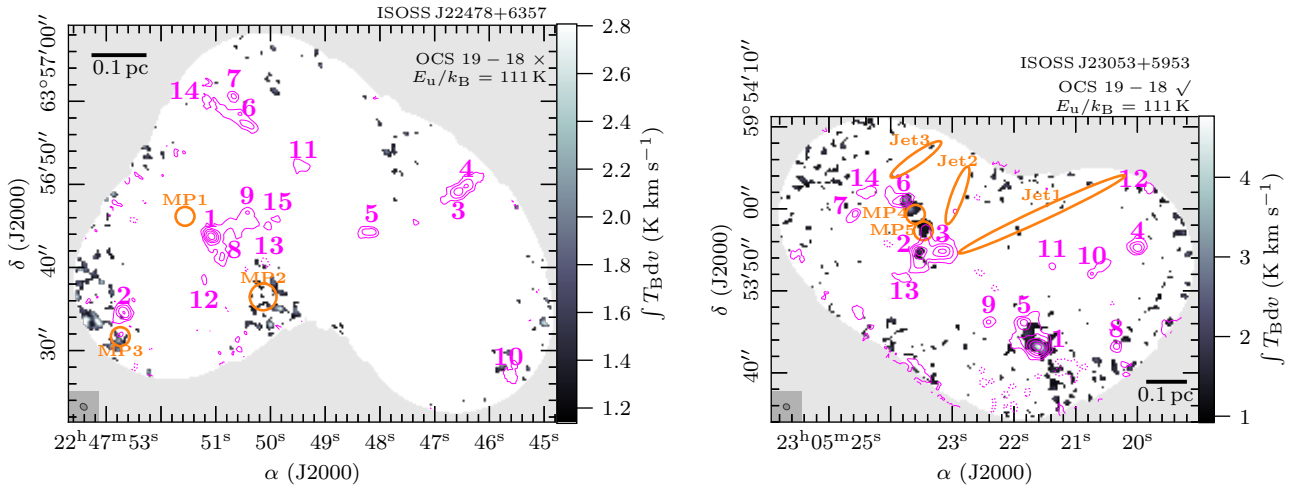 ISOSS J22478+6357
OCS 19 – 18 ×
E_u/k_B = 111 K
0.1 pc
63°57′00″
56′50″
40″
30″
δ (J2000)
22ʰ47ᵐ53ˢ
51ˢ
50ˢ
49ˢ
48ˢ
46ˢ
45ˢ
α (J2000)
14
7
6
11
4
3
MP1
1
9
15
5
8
13
12
MP2
2
MP3
10
2.8
2.6
2.4
2.2
2.0
1.8
1.6
1.4
1.2
∫ T_B dv (K km s⁻¹)
ISOSS J23053+5953
OCS 19 – 18 ✓
E_u/k_B = 111 K
59°54′10″
00″
53′50″
40″
δ (J2000)
23ʰ05ᵐ25ˢ
23ˢ
22ˢ
21ˢ
20ˢ
α (J2000)
Jet3
Jet2
Jet1
12
14
6
7
MP4
MP5
2
3
4
11
10
13
9
5
1
8
0.1 pc
4
3
2
1
∫ T_B dv (K km s⁻¹)